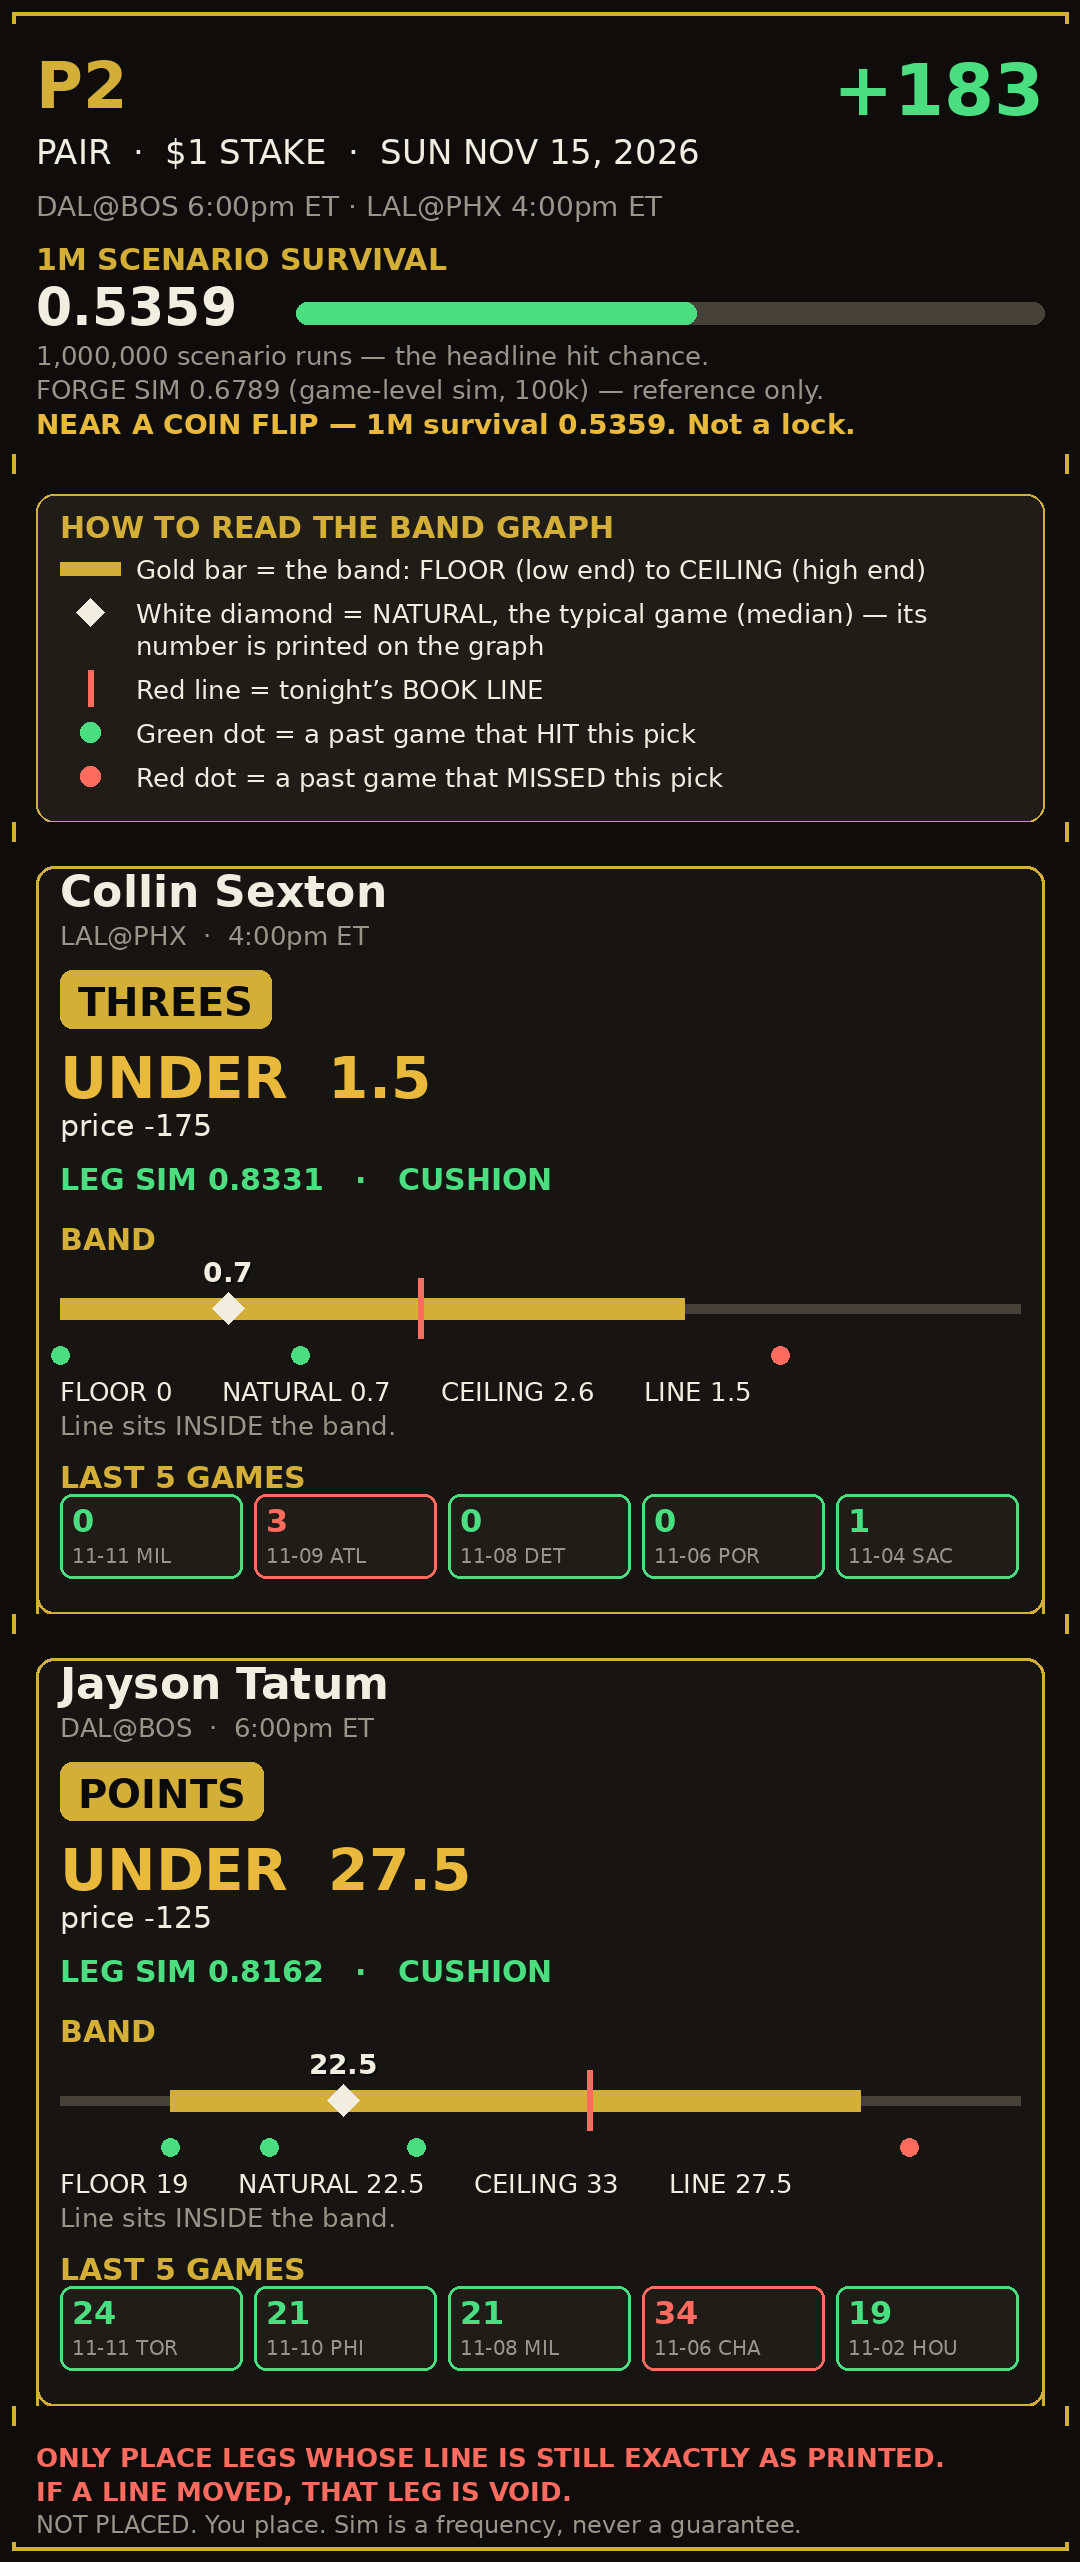 P2
+183
PAIR · $1 STAKE · SUN NOV 15, 2026
DAL@BOS 6:00pm ET · LAL@PHX 4:00pm ET
1M SCENARIO SURVIVAL
0.5359
1,000,000 scenario runs — the headline hit chance.
FORGE SIM 0.6789 (game-level sim, 100k) — reference only.
NEAR A COIN FLIP — 1M survival 0.5359. Not a lock.
HOW TO READ THE BAND GRAPH
Gold bar = the band: FLOOR (low end) to CEILING (high end)
White diamond = NATURAL, the typical game (median) — its
number is printed on the graph
Red line = tonight’s BOOK LINE
Green dot = a past game that HIT this pick
Red dot = a past game that MISSED this pick
Collin Sexton
LAL@PHX · 4:00pm ET
THREES
UNDER 1.5
price -175
LEG SIM 0.8331 · CUSHION
BAND
0.7
FLOOR 0 NATURAL 0.7 CEILING 2.6 LINE 1.5
Line sits INSIDE the band.
LAST 5 GAMES
0 3 0 0 1
11-11 MIL 11-09 ATL 11-08 DET 11-06 POR 11-04 SAC
Jayson Tatum
DAL@BOS · 6:00pm ET
POINTS
UNDER 27.5
price -125
LEG SIM 0.8162 · CUSHION
BAND
22.5
FLOOR 19 NATURAL 22.5 CEILING 33 LINE 27.5
Line sits INSIDE the band.
LAST 5 GAMES
24 21 21 34 19
11-11 TOR 11-10 PHI 11-08 MIL 11-06 CHA 11-02 HOU
ONLY PLACE LEGS WHOSE LINE IS STILL EXACTLY AS PRINTED.
IF A LINE MOVED, THAT LEG IS VOID.
NOT PLACED. You place. Sim is a frequency, never a guarantee.